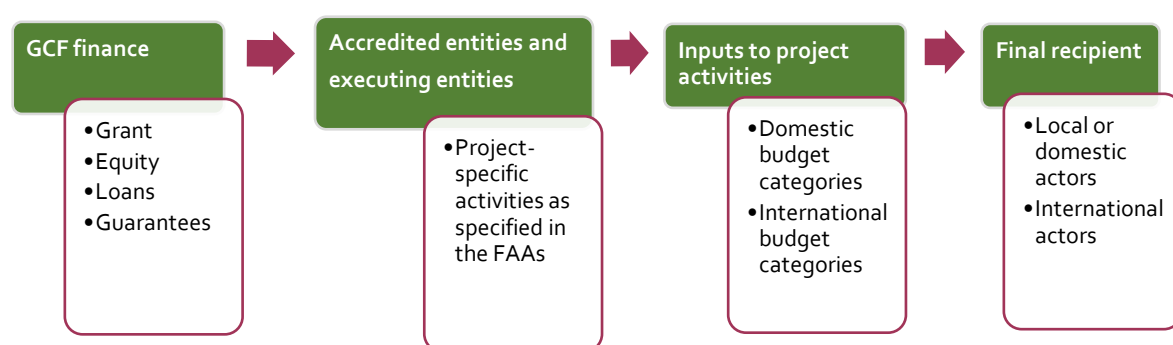 GCF finance
•Grant
•Equity
•Loans
•Guarantees
Accredited entities and
executing entities
•Project-
specific
activities as
specified in
the FAAs
Inputs to project
activities
•Domestic
budget
categories
•International
budget
categories
Final recipient
•Local or
domestic
actors
•International
actors